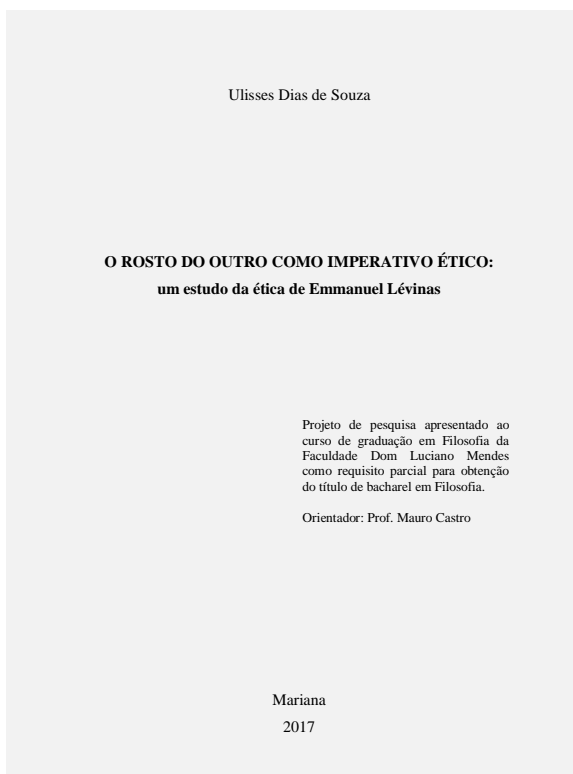 Ulisses Dias de Souza
O ROSTO DO OUTRO COMO IMPERATIVO ÉTICO:
um estudo da ética de Emmanuel Lévinas
Projeto de pesquisa apresentado ao
curso de graduação em Filosofia da
Faculdade Dom Luciano Mendes
como requisito parcial para obtenção
do título de bacharel em Filosofia.
Orientador: Prof. Mauro Castro
Mariana
2017